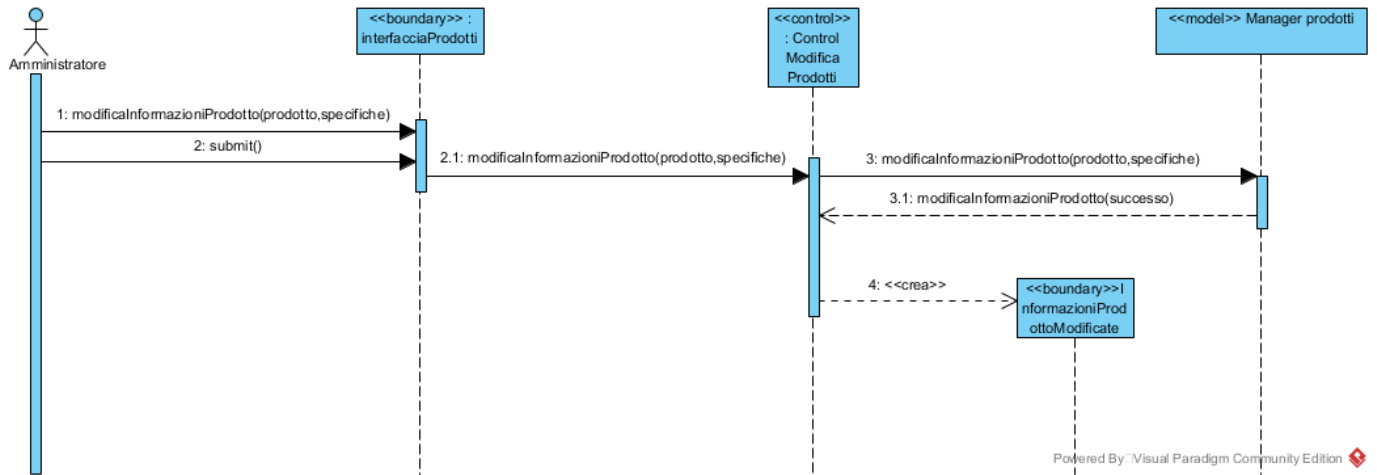 <<boundary>> :
interfacciaProdotti
<<control>>
: Control
Modifica
Prodotti
<<model>> Manager prodotti
Amministratore
1: modificaInformazioniProdotto(prodotto,specifiche)
2: submit()
2.1: modificaInformazioniProdotto(prodotto,specifiche)
3: modificaInformazioniProdotto(prodotto,specifiche)
3.1: modificaInformazioniProdotto(successo)
4: <<crea>>
<<boundary>>I
nformazioniProd
ottoModificate
Powered By Visual Paradigm Community Edition